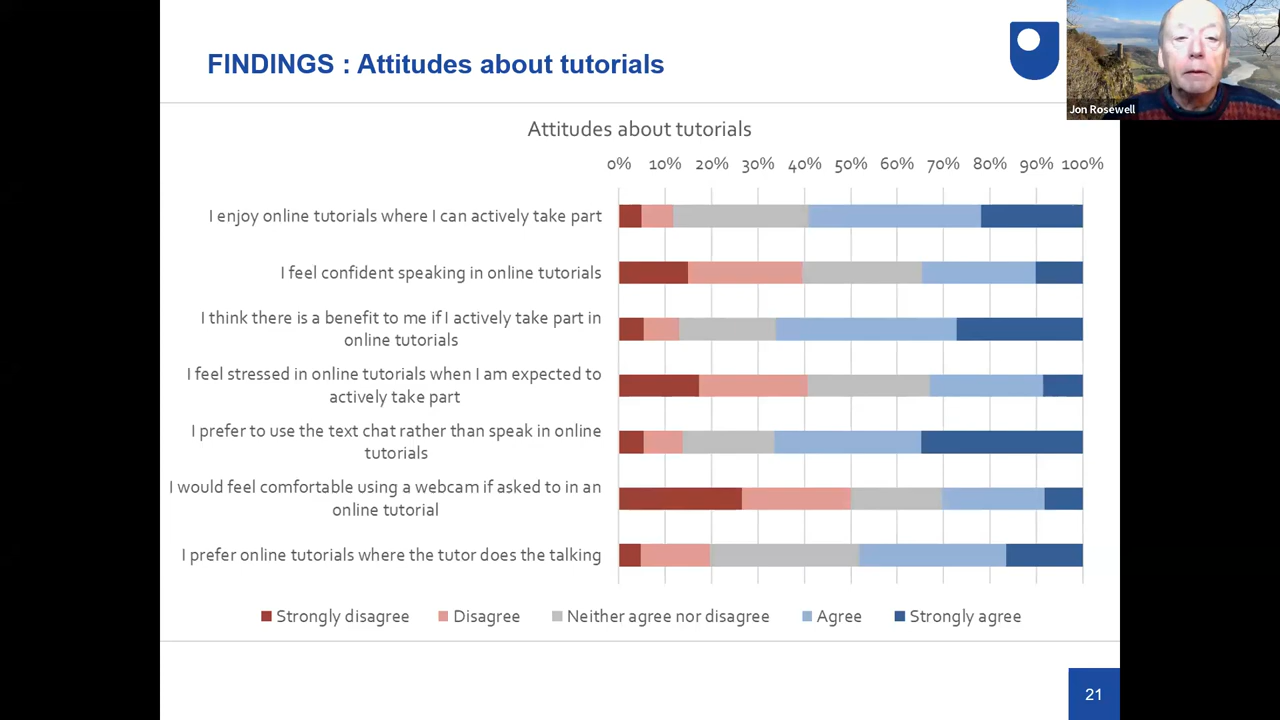 FINDINGS : Attitudes about tutorials
Jon Rosewell
Attitudes about tutorials
0% 10% 20% 30% 40% 50% 60% 70% 80% 90% 100%
I enjoy online tutorials where I can actively take part
I feel confident speaking in online tutorials
I think there is a benefit to me if I actively take part in
online tutorials
I feel stressed in online tutorials when I am expected to
actively take part
I prefer to use the text chat rather than speak in online
tutorials
I would feel comfortable using a webcam if asked to in an
online tutorial
I prefer online tutorials where the tutor does the talking
Strongly disagree Disagree Neither agree nor disagree Agree Strongly agree
21